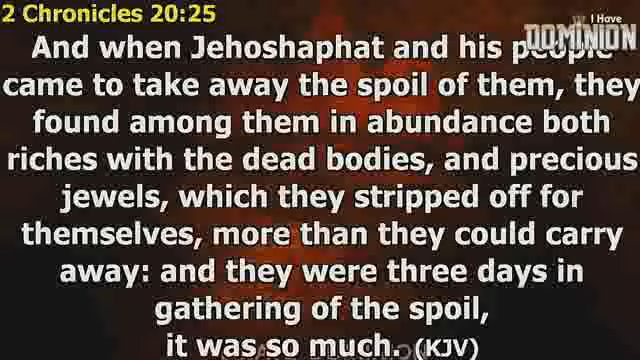 2 Chronicles 20:25
I Have
DOMINION
And when Jehoshaphat and his people
came to take away the spoil of them, they
found among them in abundance both
riches with the dead bodies, and precious
jewels, which they stripped off for
themselves, more than they could carry
away: and they were three days in
gathering of the spoil,
it was so much. (KJV)